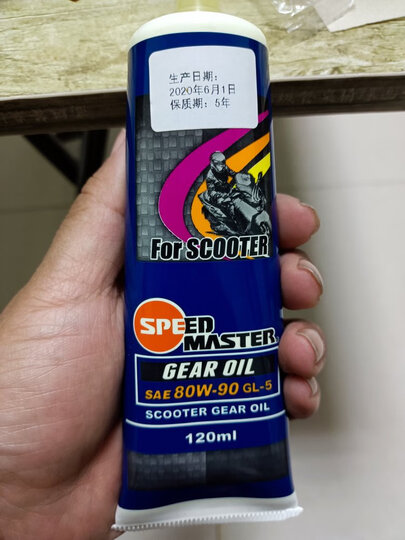 生产日期：
2020年6月1日
保质期：5年
For SCOOTER
SPEED
MASTER
GEAR OIL
SAE 80W-90 GL-5
SCOOTER GEAR OIL
120ml